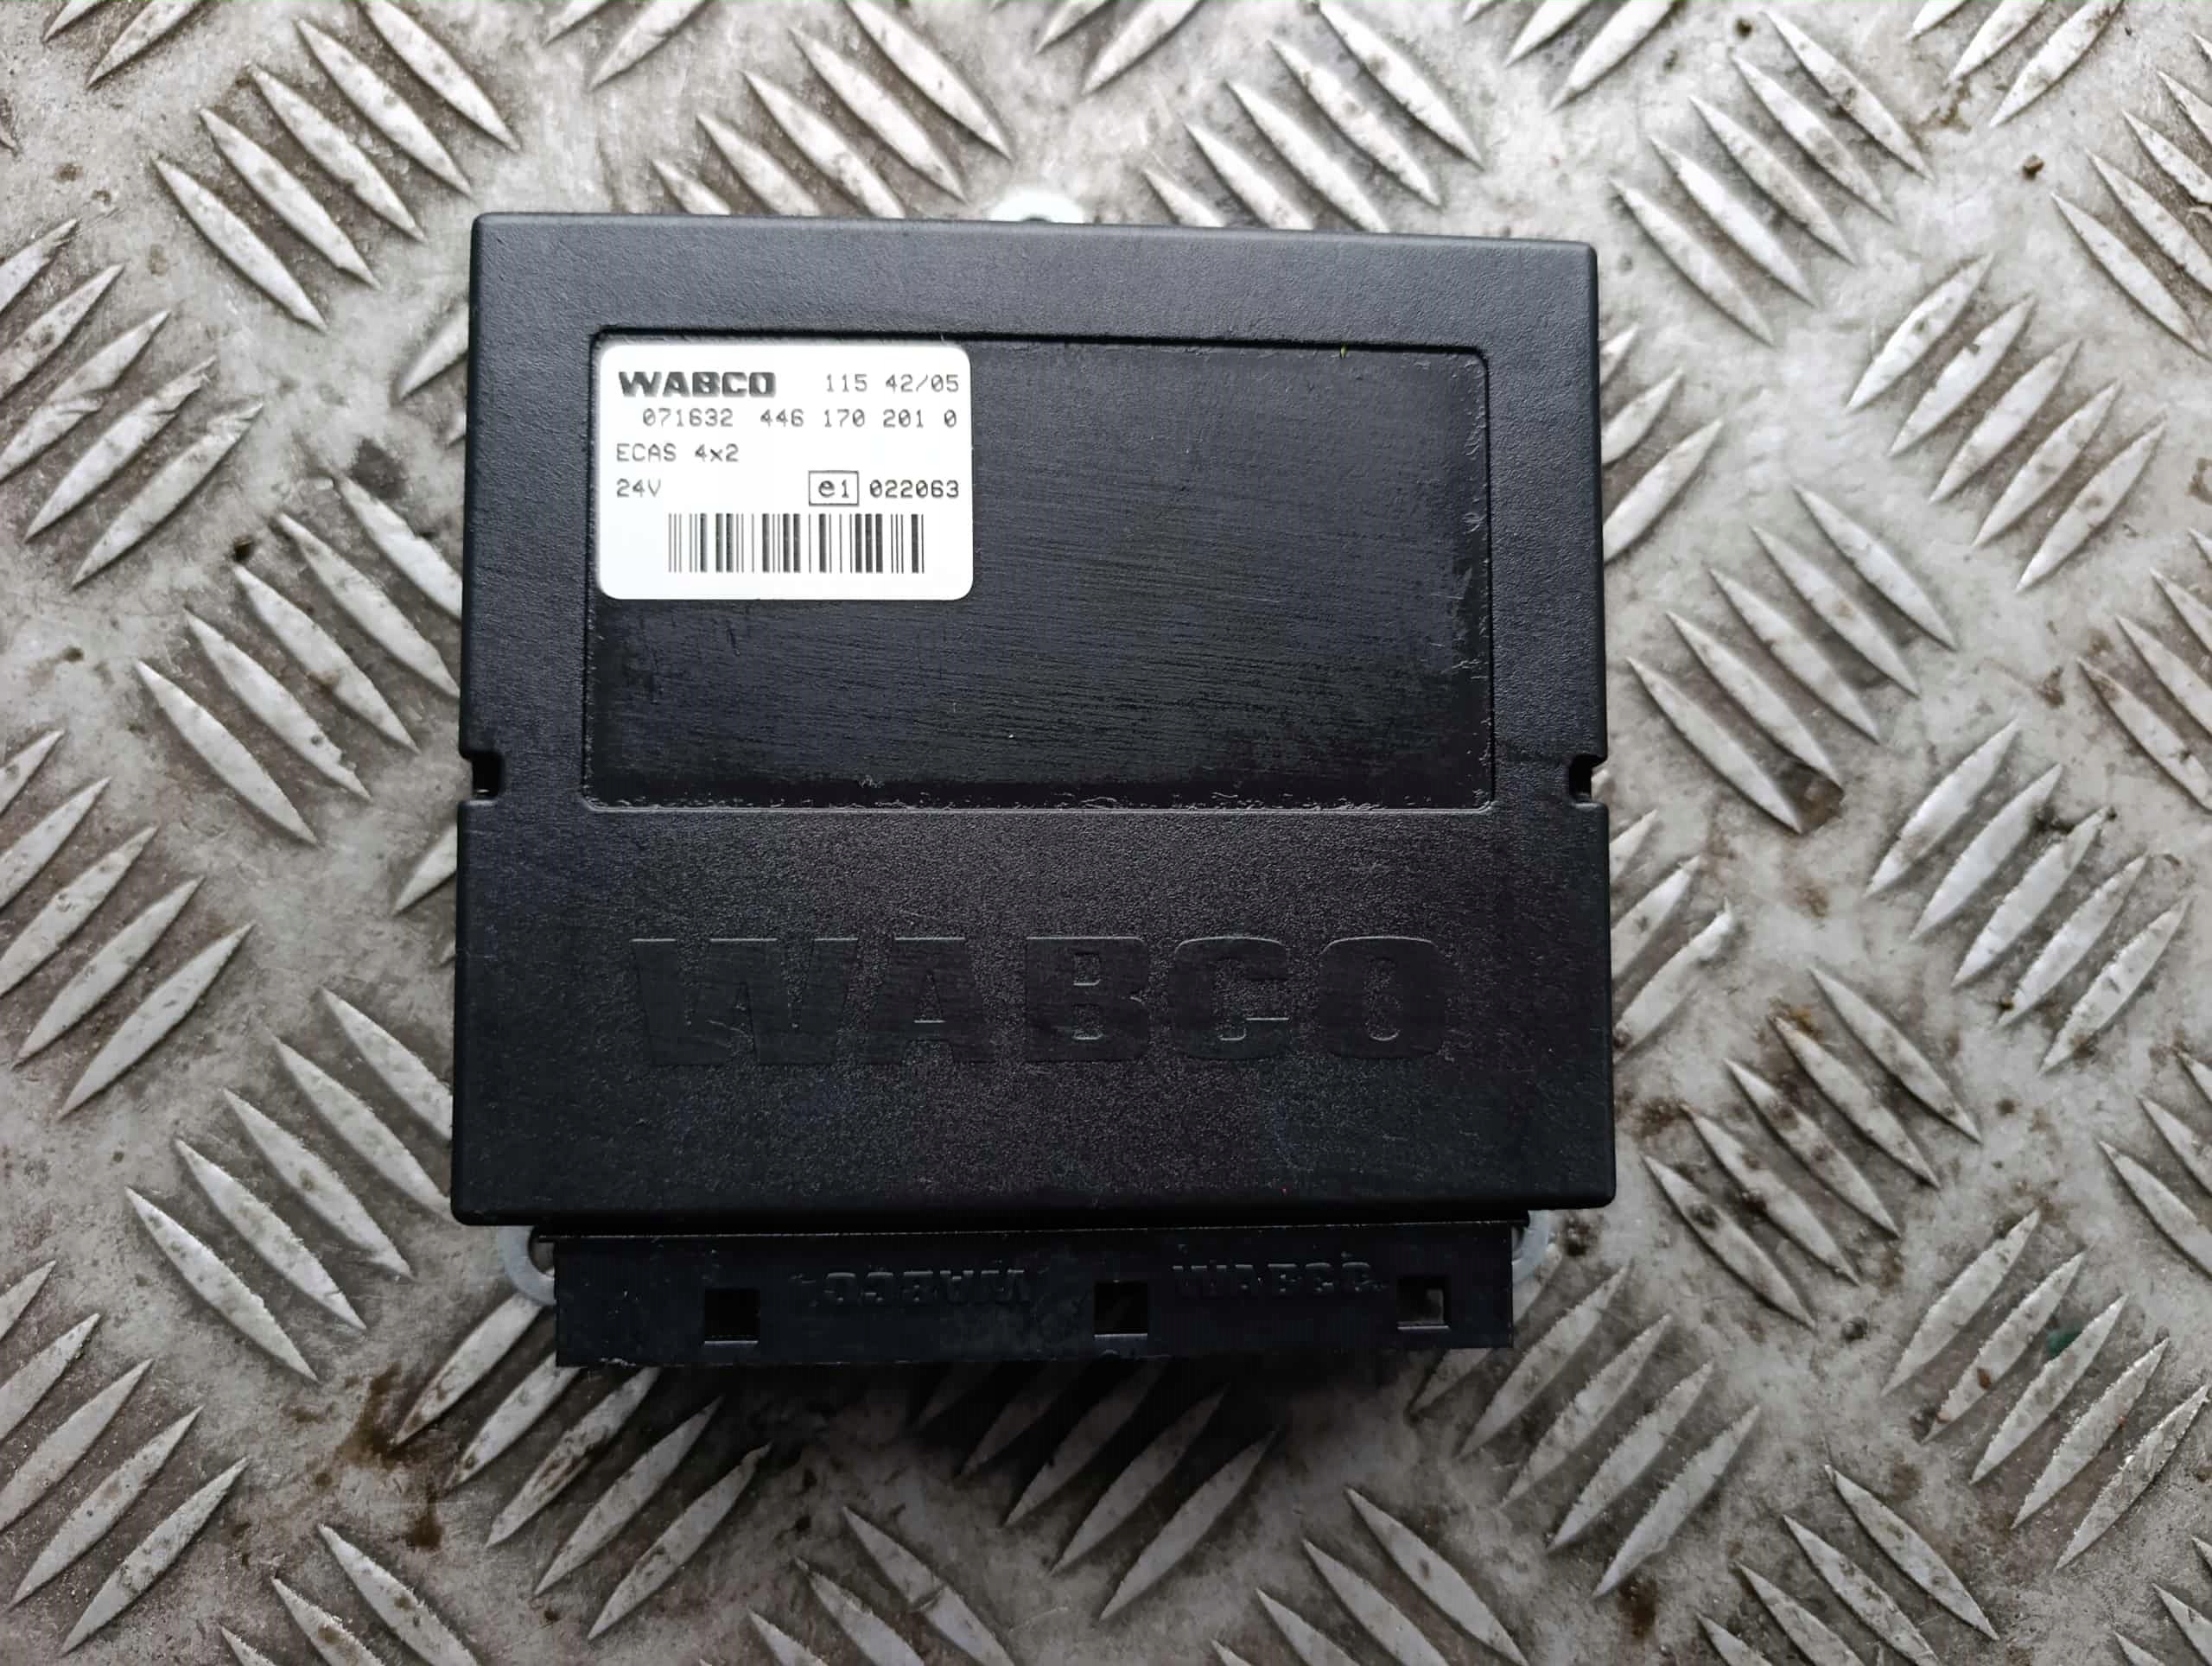 WABCO 115 42/05
071632 446 170 201 0
ECAS 4x2
24V e1 022063
WABCO
WABCO WABCO